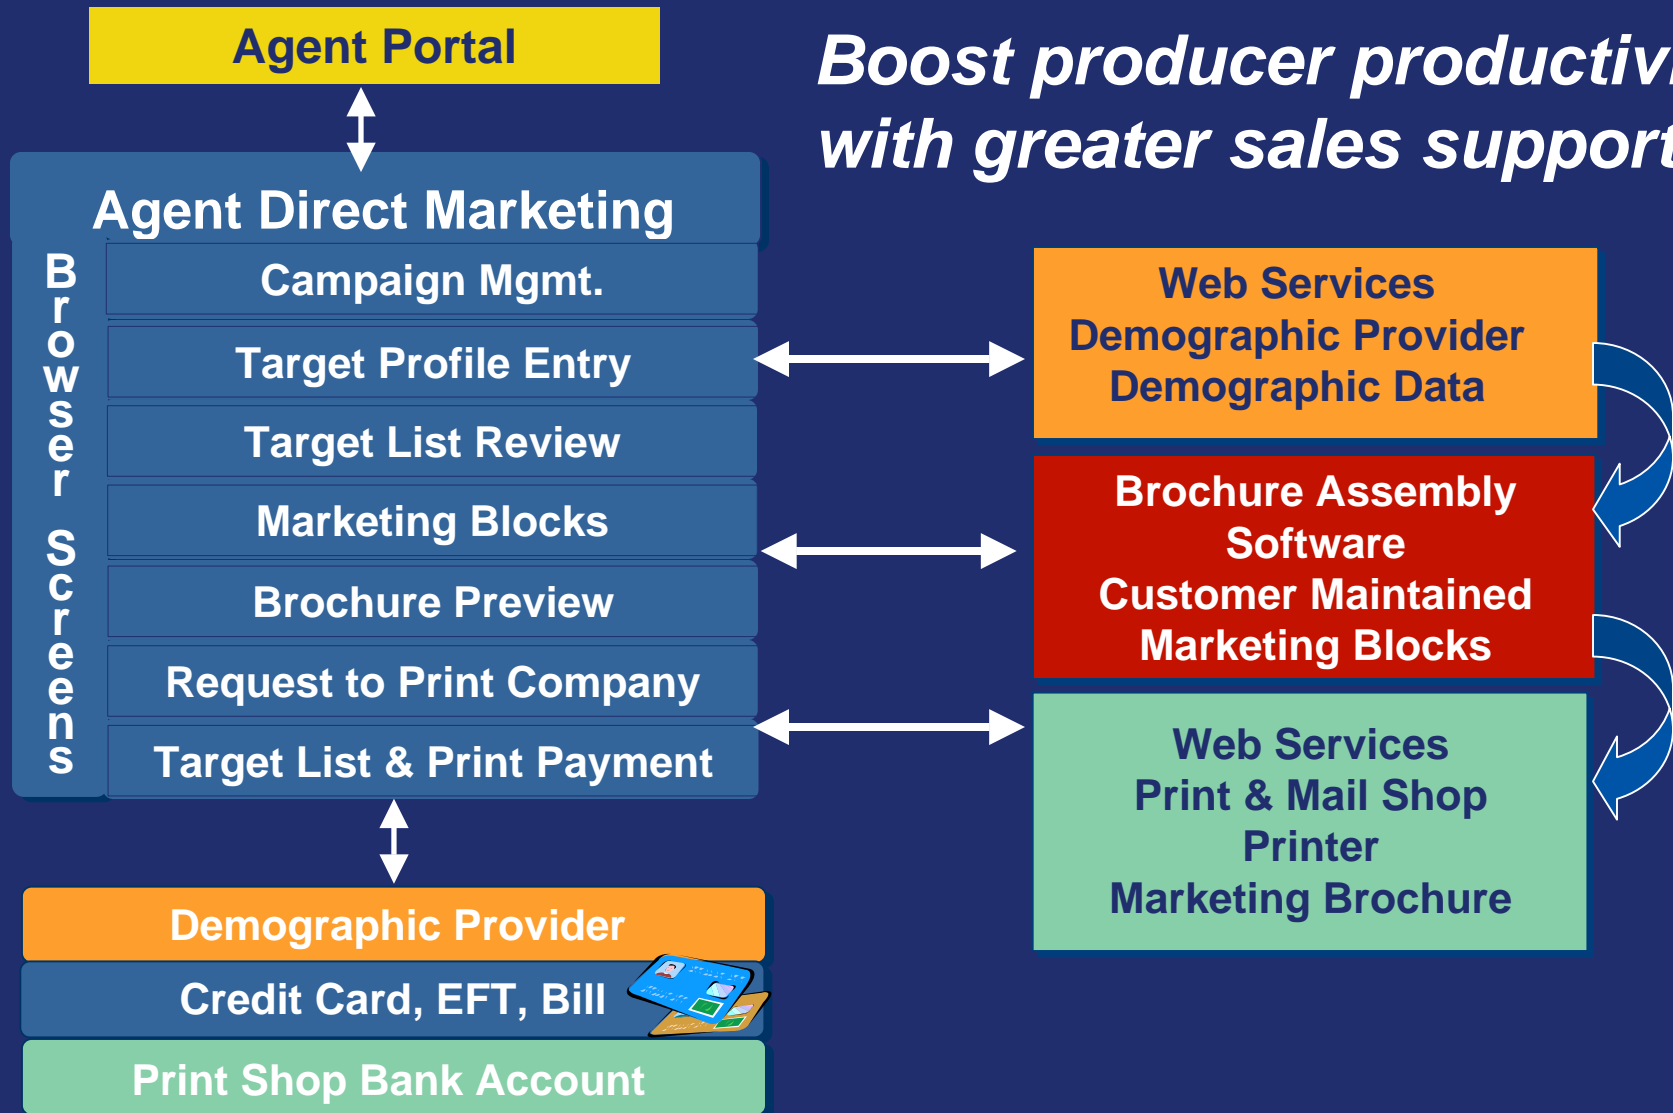 Agent Portal
Boost producer
with greater sales support
Agent Direct Marketing
Browser Screens
Campaign Mgmt.
Target Profile Entry
Target List Review
Marketing Blocks
Brochure Preview
Request to Print Company
Target List & Print Payment
Web Services
Demographic Provider
Demographic Data
Brochure Assembly
Software
Customer Maintained
Marketing Blocks
Web Services
Print & Mail Shop
Printer
Marketing Brochure
Demographic Provider
Credit Card, EFT, Bill
Print Shop Bank Account